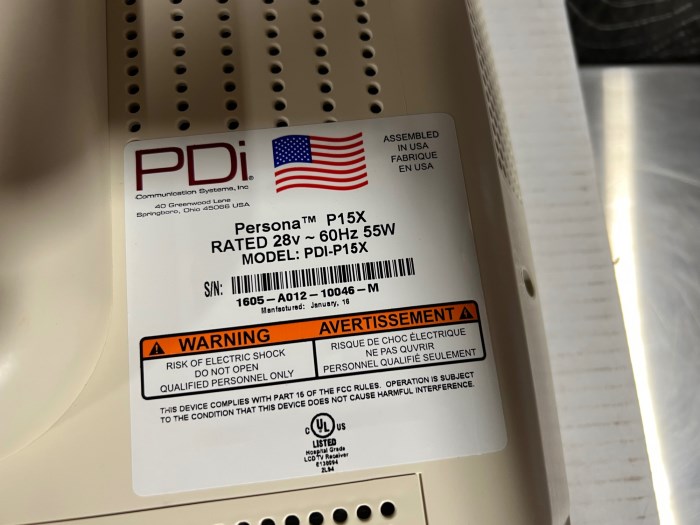 PDi®
Communication Systems, Inc
40 Greenwood Lane
Springboro, Ohio 45066 USA
ASSEMBLED
IN USA
FABRIQUE
EN USA
Persona™ P15X
RATED 28v ~ 60Hz 55W
MODEL: PDI-P15X
S/N:
1605-A012-10046-M
Manfactured: January, 16
WARNING
RISK OF ELECTRIC SHOCK
DO NOT OPEN
QUALIFIED PERSONNEL ONLY
AVERTISSEMENT
RISQUE DE CHOC ÉLECTRIQUE
NE PAS QUVRIR
PERSONNEL QUALIFIÉ SEULEMENT
THIS DEVICE COMPLIES WITH PART 15 OF THE FCC RULES. OPERATION IS SUBJECT
TO THE CONDITION THAT THIS DEVICE DOES NOT CAUSE HARMFUL INTERFERENCE.
C UL US
LISTED
Hospital Grade
LCD TV Receiver
2L94